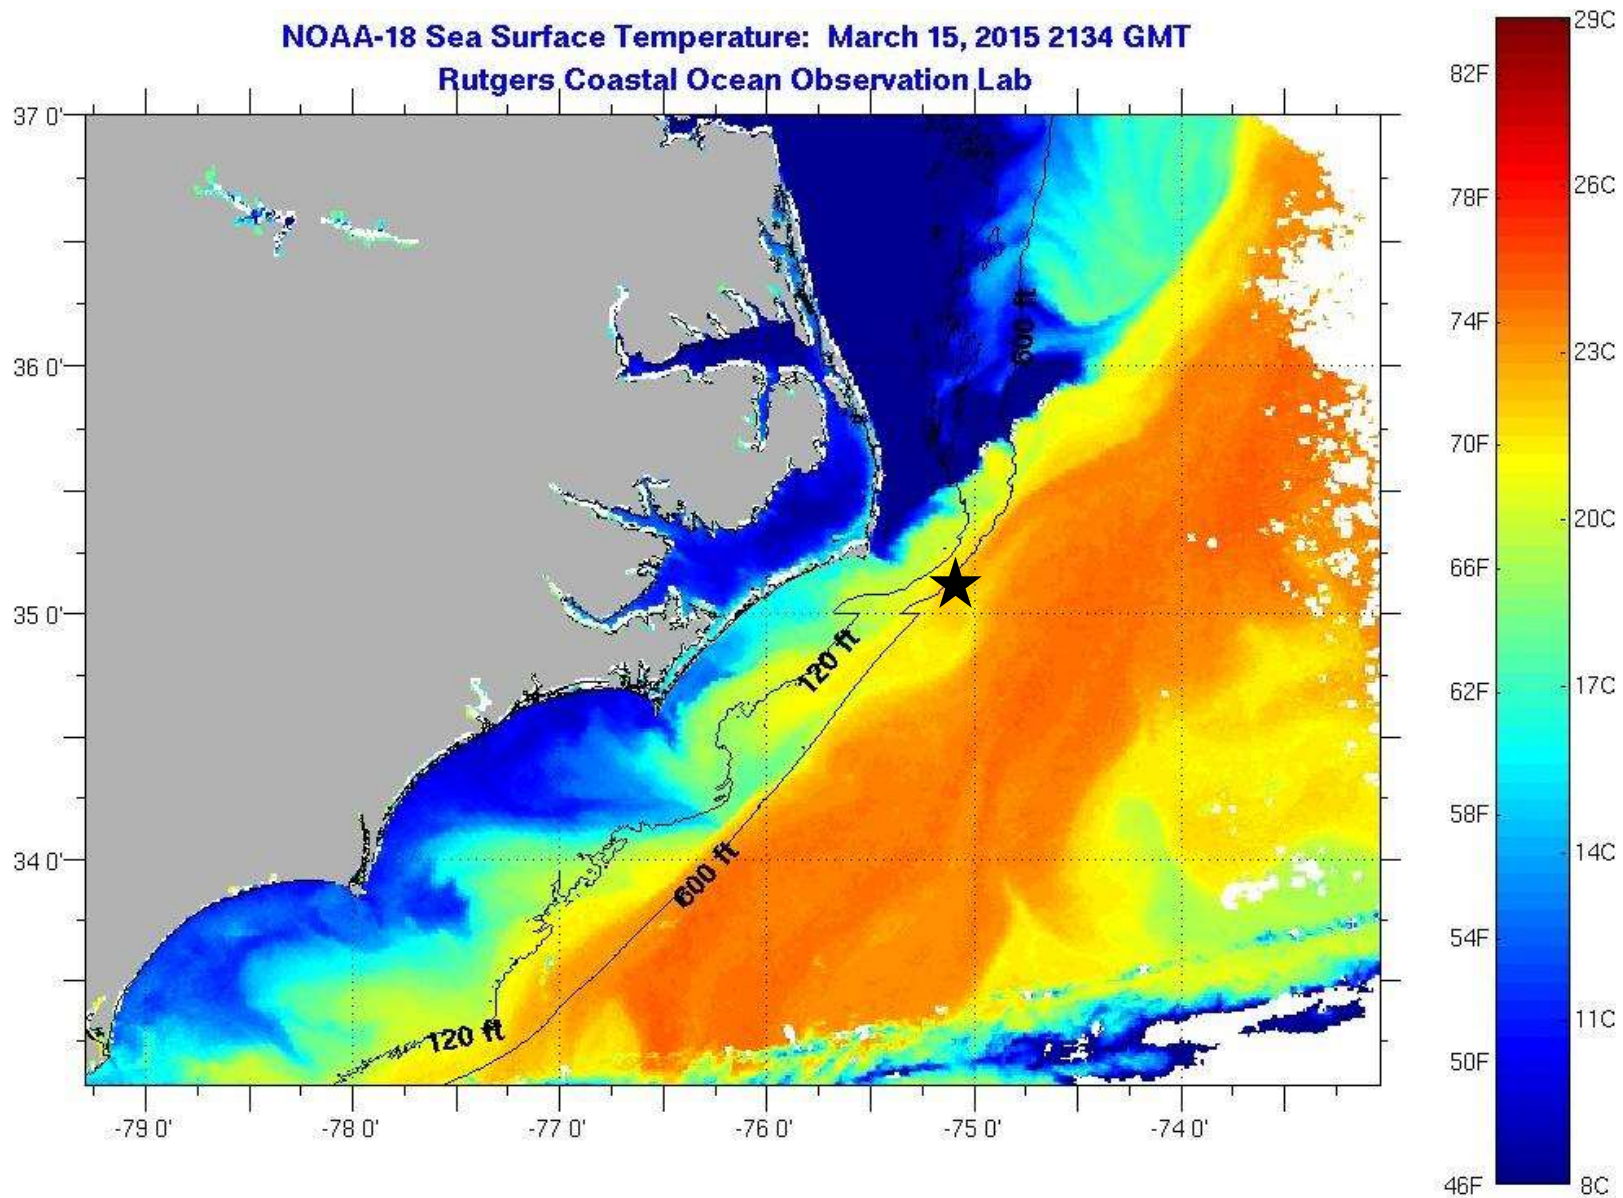 NOAA-18 Sea Surface Temperature: March 15, 2015 2134 GMT
Rutgers Coastal Ocean Observation Lab
37 0'
36 0'
35 0'
34 0'
600 ft
120 ft
600 ft
120 ft
-79 0'
-78 0'
-77 0'
-76 0'
-75 0'
-74 0'
82F
78F
74F
70F
66F
62F
58F
54F
50F
46F
29C
26C
23C
20C
17C
14C
11C
8C